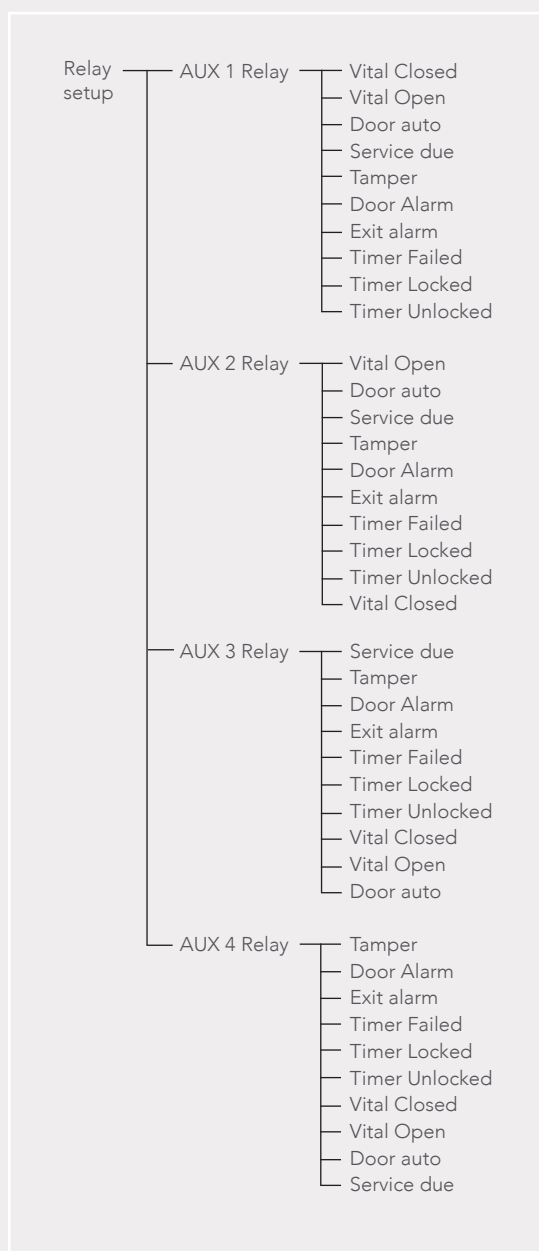 Relay setup
AUX 1 Relay
Vital Closed
Vital Open
Door auto
Service due
Tamper
Door Alarm
Exit alarm
Timer Failed
Timer Locked
Timer Unlocked
AUX 2 Relay
Vital Open
Door auto
Service due
Tamper
Door Alarm
Exit alarm
Timer Failed
Timer Locked
Timer Unlocked
Vital Closed
AUX 3 Relay
Service due
Tamper
Door Alarm
Exit alarm
Timer Failed
Timer Locked
Timer Unlocked
Vital Closed
Vital Open
Door auto
AUX 4 Relay
Tamper
Door Alarm
Exit alarm
Timer Failed
Timer Locked
Timer Unlocked
Vital Closed
Vital Open
Door auto
Service due